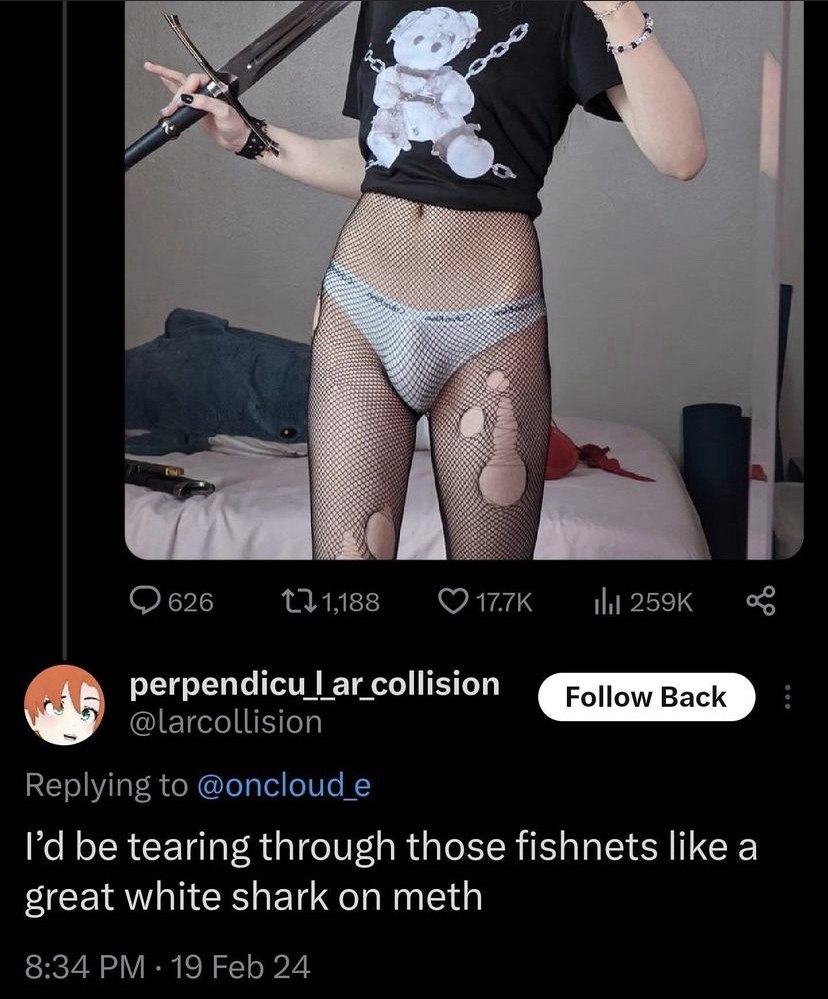 626
1,188
17.7K
259K
perpendicu_l_ar_collision
@larcollision
Follow Back
Replying to @oncloud_e
I’d be tearing through those fishnets like a
great white shark on meth
8:34 PM · 19 Feb 24